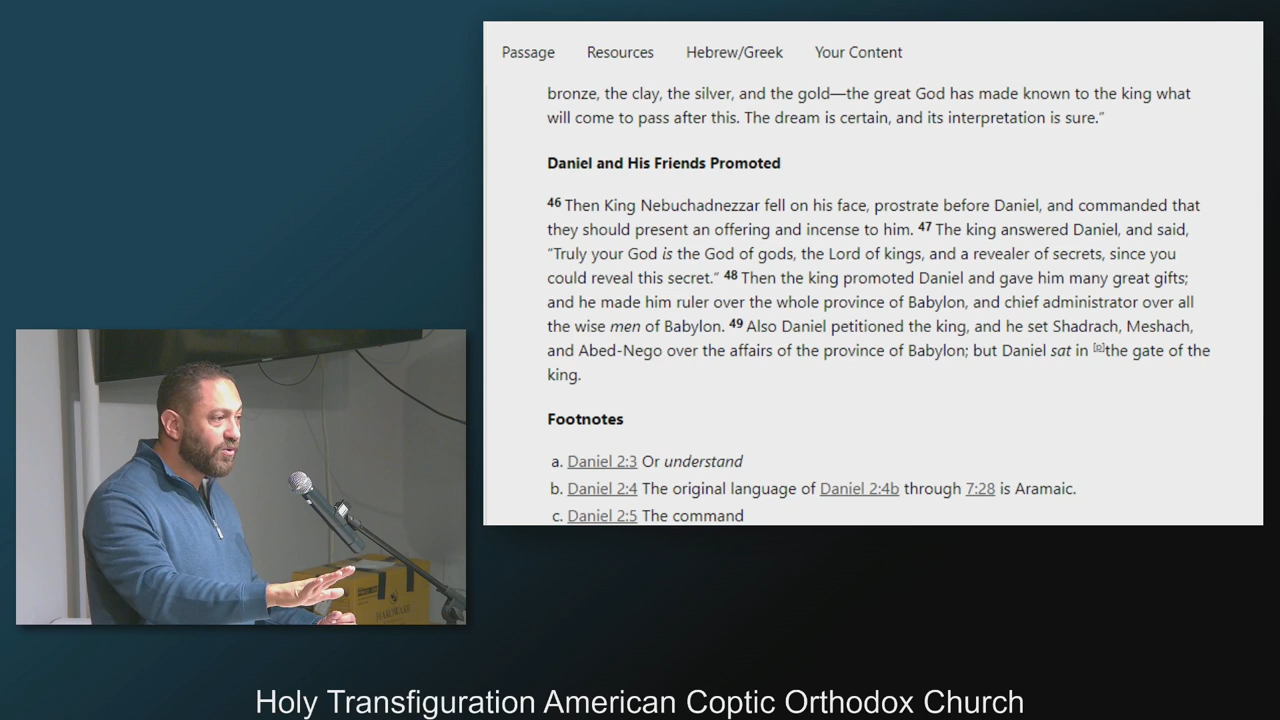 Passage Resources Hebrew/Greek Your Content
bronze, the clay, the silver, and the gold—the great God has made known to the king what
will come to pass after this. The dream is certain, and its interpretation is sure.”
Daniel and His Friends Promoted
46 Then King Nebuchadnezzar fell on his face, prostrate before Daniel, and commanded that
they should present an offering and incense to him. 47 The king answered Daniel, and said,
“Truly your God is the God of gods, the Lord of kings, and a revealer of secrets, since you
could reveal this secret.” 48 Then the king promoted Daniel and gave him many great gifts;
and he made him ruler over the whole province of Babylon, and chief administrator over all
the wise men of Babylon. 49 Also Daniel petitioned the king, and he set Shadrach, Meshach,
and Abed-Nego over the affairs of the province of Babylon; but Daniel sat in [p]the gate of the
king.
Footnotes
a. Daniel 2:3 Or understand
b. Daniel 2:4 The original language of Daniel 2:4b through 7:28 is Aramaic.
c. Daniel 2:5 The command
HARDWARE
Holy Transfiguration American Coptic Orthodox Church